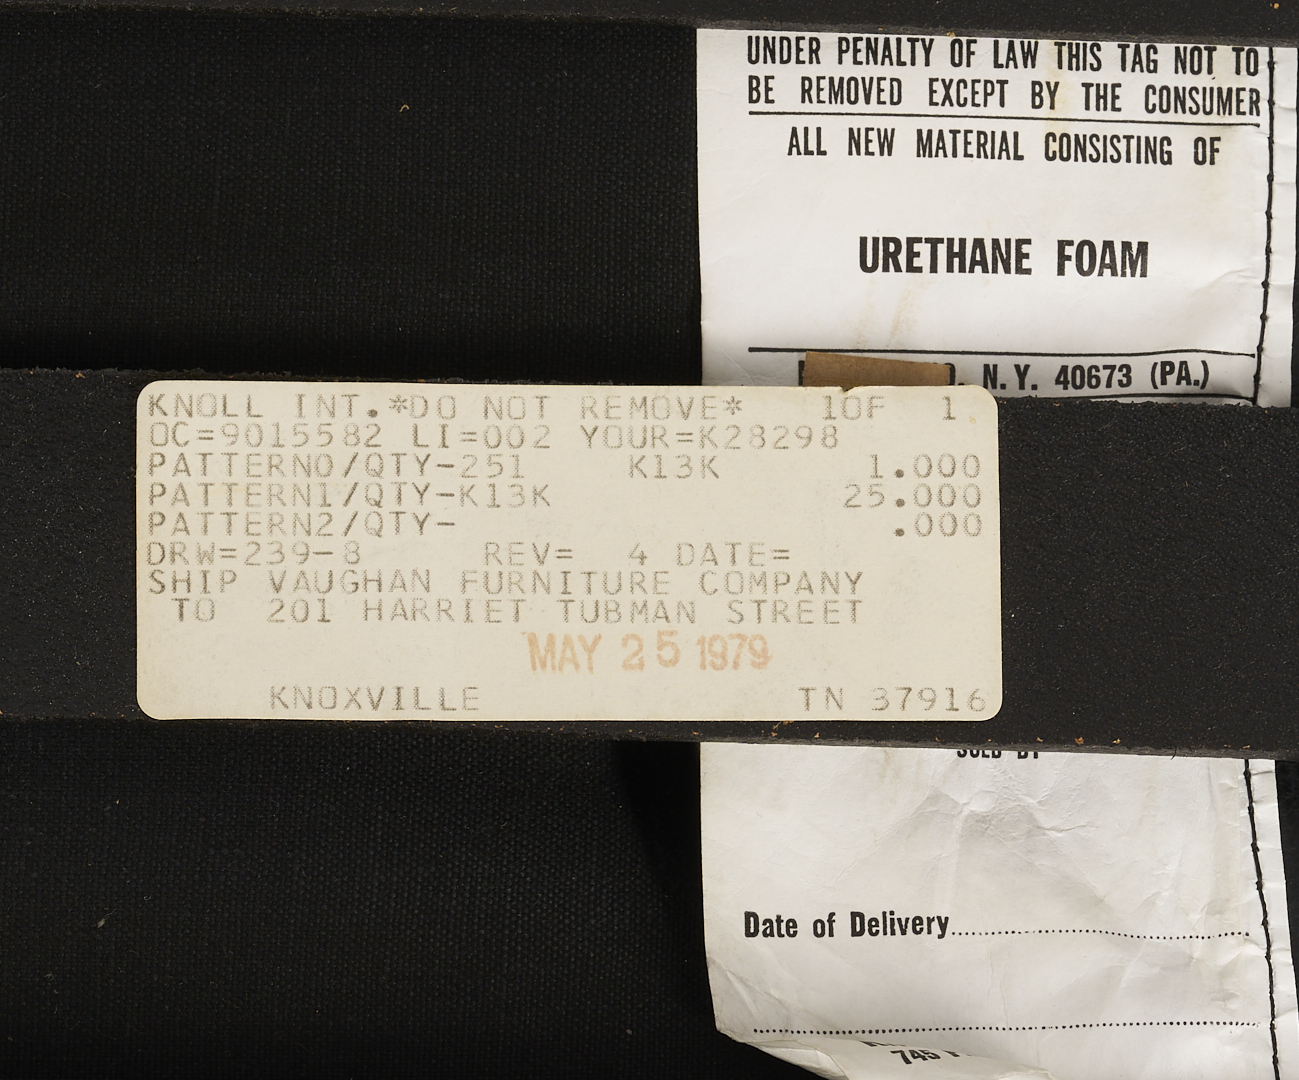 UNDER PENALTY OF LAW THIS TAG NOT TO
BE REMOVED EXCEPT BY THE CONSUMER
ALL NEW MATERIAL CONSISTING OF
URETHANE FOAM
N.Y. 40673 (PA.)
KNOLL INT.*DO NOT REMOVE* 1OF 1
OC=9015582 LI=002 YOUR=K28298
PATTERN0/QTY-251 K13K 1.000
PATTERN1/QTY-K13K 25.000
PATTERN2/QTY- .000
DRW=239-8 REV= 4 DATE=
SHIP VAUGHAN FURNITURE COMPANY
TO 201 HARRIET TUBMAN STREET
MAY 25 1979
KNOXVILLE TN 37916
SOLD BY
Date of Delivery
745